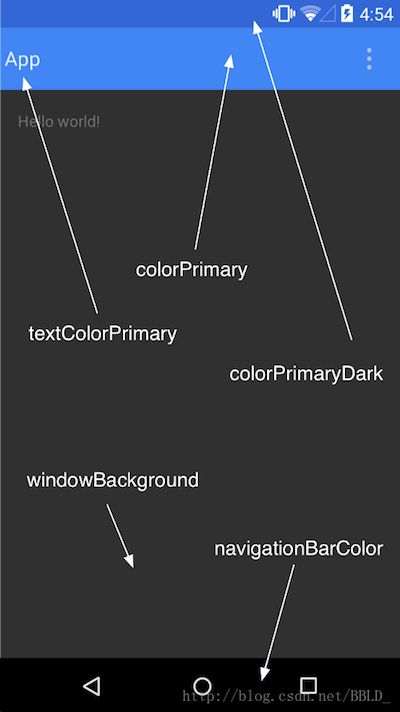 4:54
App
Hello world!
colorPrimary
textColorPrimary
colorPrimaryDark
windowBackground
navigationBarColor
http://blog.csdn.net/BBLD_